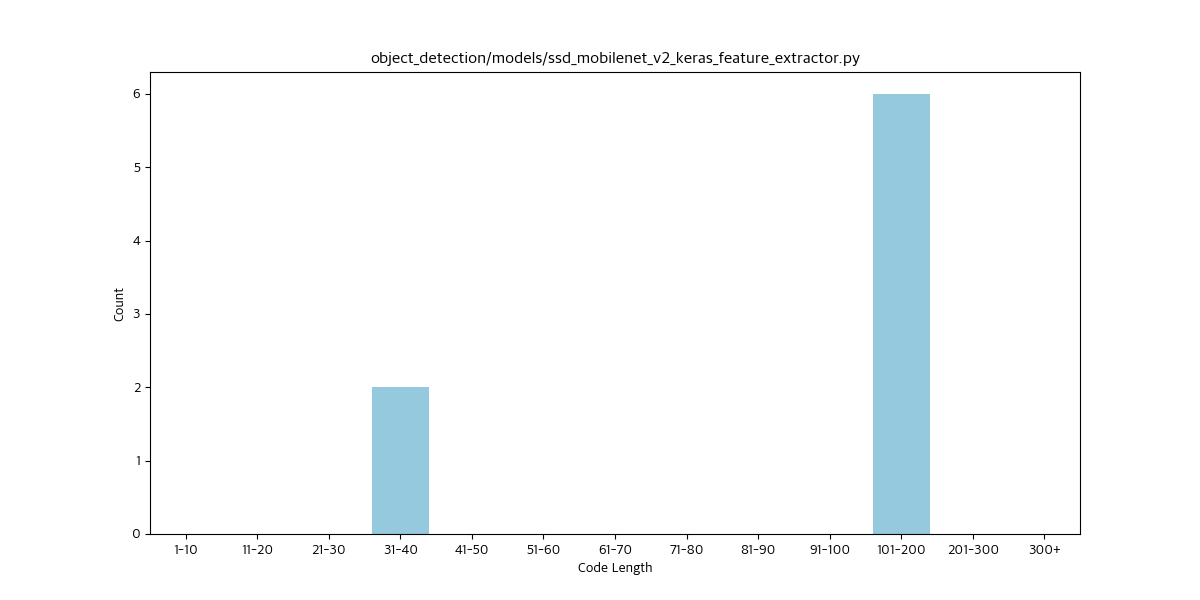 object_detection/models/ssd_mobilenet_v2_keras_feature_extractor.py
6
5
4
3
2
1
0
Count
1-10 11-20 21-30 31-40 41-50 51-60 61-70 71-80 81-90 91-100 101-200 201-300 300+
Code Length